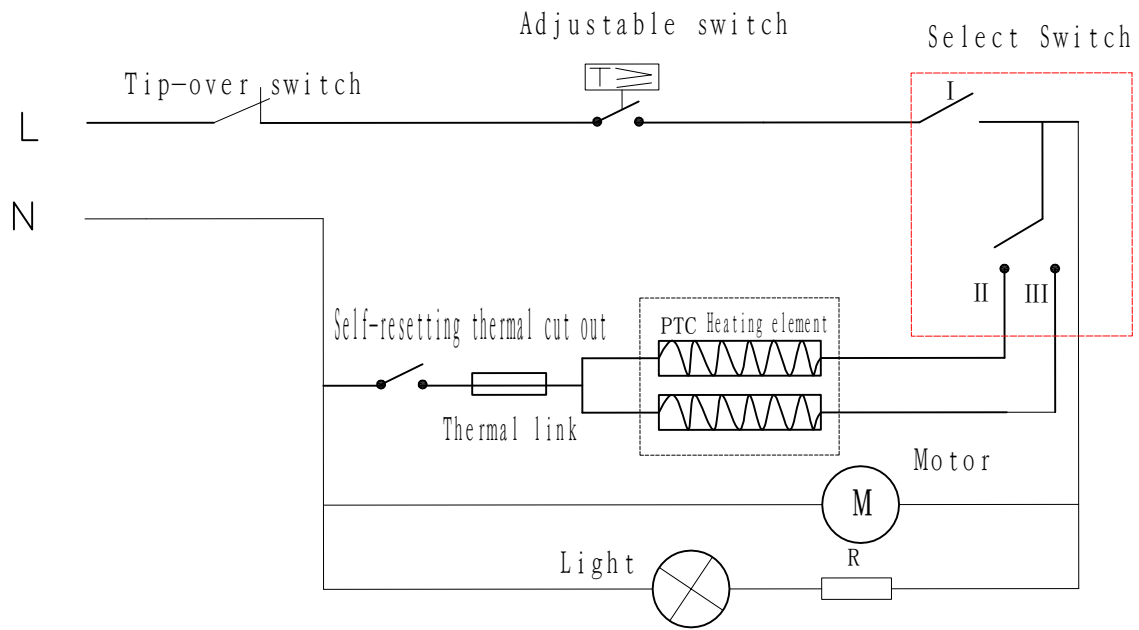 Adjustable switch
Select Switch
Tip-over switch
T
I
L
N
II
III
Self-resetting thermal cut out
PTC Heating element
Thermal link
Motor
M
Light
R